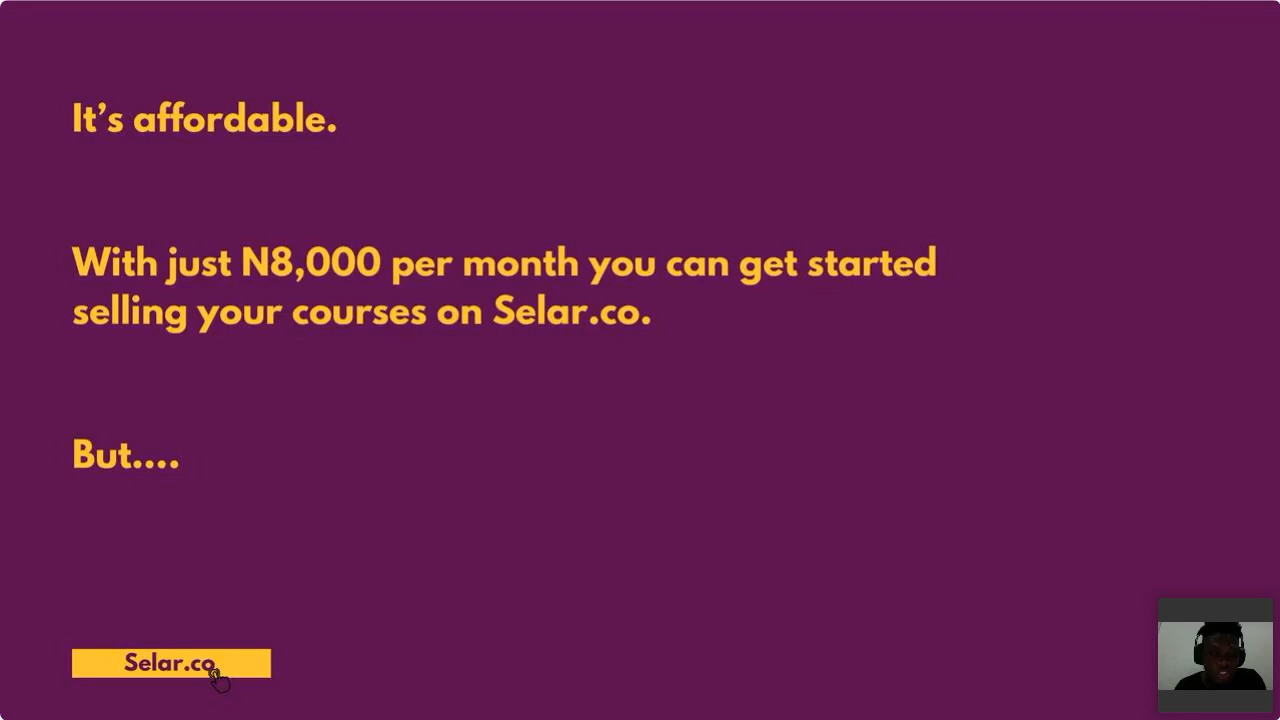 It’s affordable.
With just N8,000 per month you can get started
selling your courses on Selar.co.
But....
Selar.co